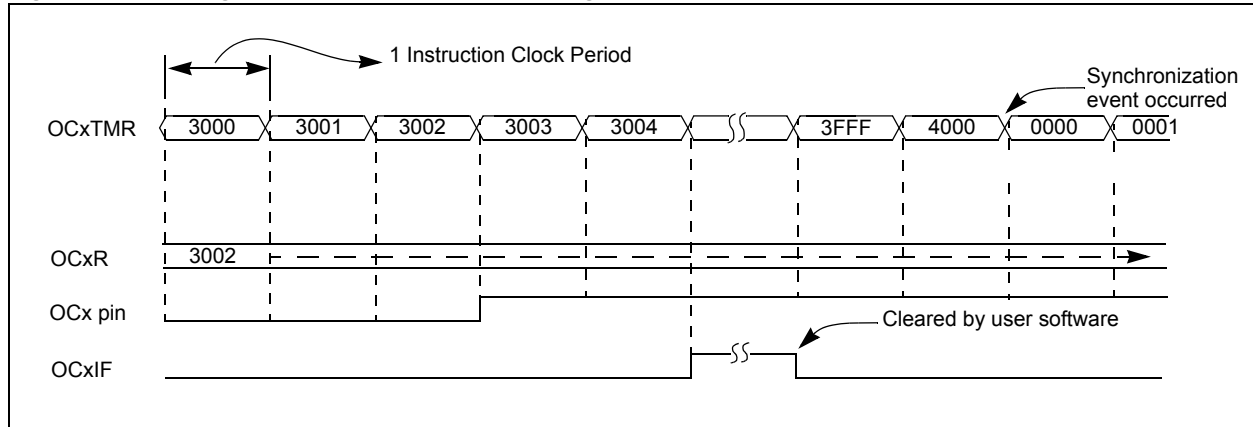 1 Instruction Clock Period
Synchronization
event occurred
OCxTMR 3000 3001 3002 3003 3004 3FFF 4000 0000 0001
OCxR 3002
OCx pin
Cleared by user software
OCxIF